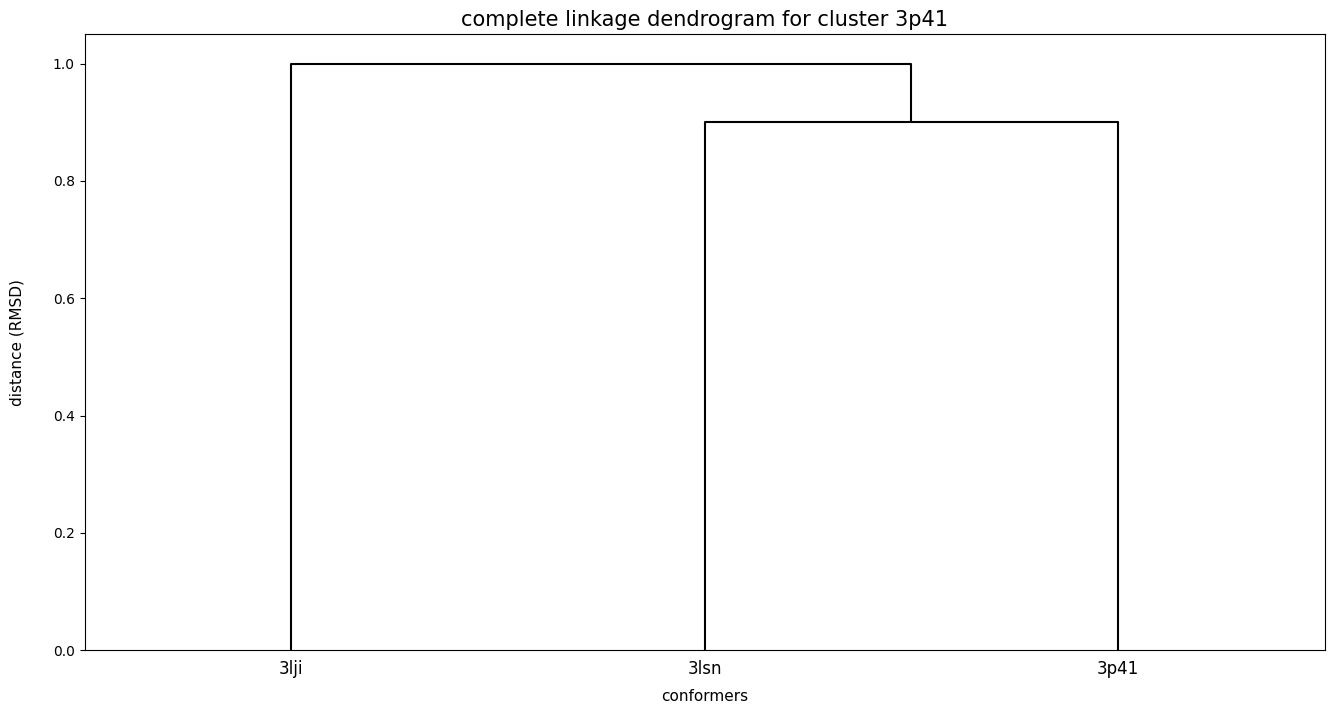 complete linkage dendrogram for cluster 3p41
1.0
0.8
0.6
0.4
0.2
0.0
distance (RMSD)
3lji
3lsn
3p41
conformers